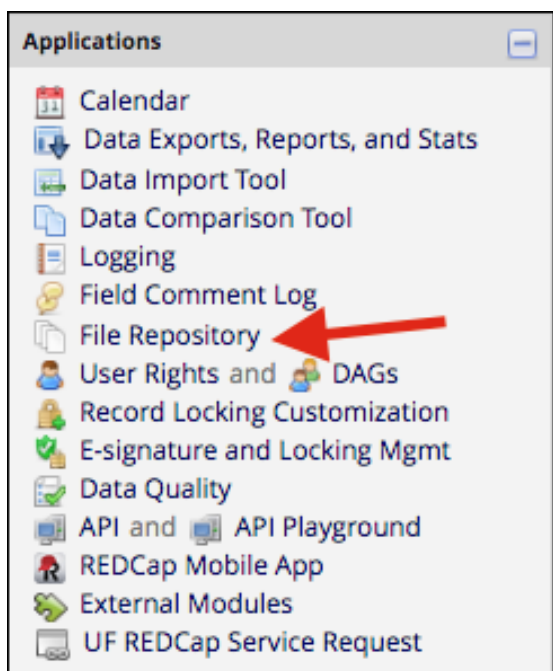 Applications
Calendar
Data Exports, Reports, and Stats
Data Import Tool
Data Comparison Tool
Logging
Field Comment Log
File Repository
User Rights and DAGs
Record Locking Customization
E-signature and Locking Mgmt
Data Quality
API and API Playground
REDCap Mobile App
External Modules
UF REDCap Service Request